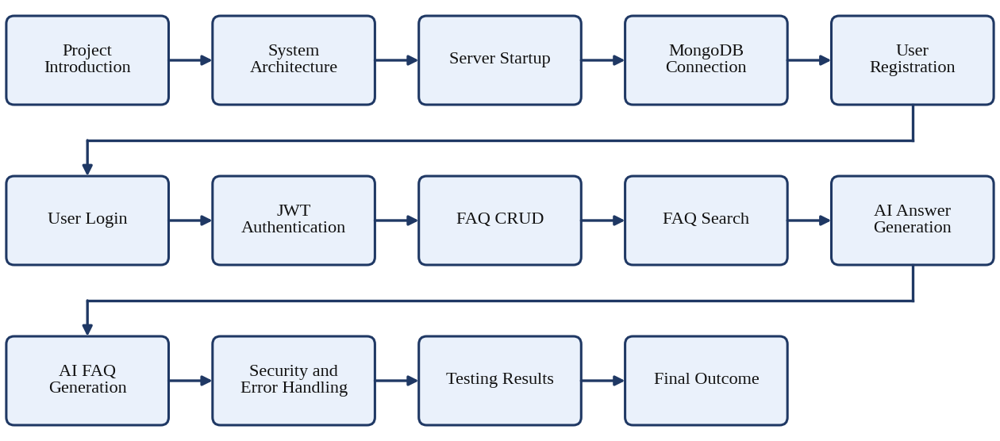 Project
Introduction
System
Architecture
Server Startup
MongoDB
Connection
User
Registration
User Login
JWT
Authentication
FAQ CRUD
FAQ Search
AI Answer
Generation
AI FAQ
Generation
Security and
Error Handling
Testing Results
Final Outcome